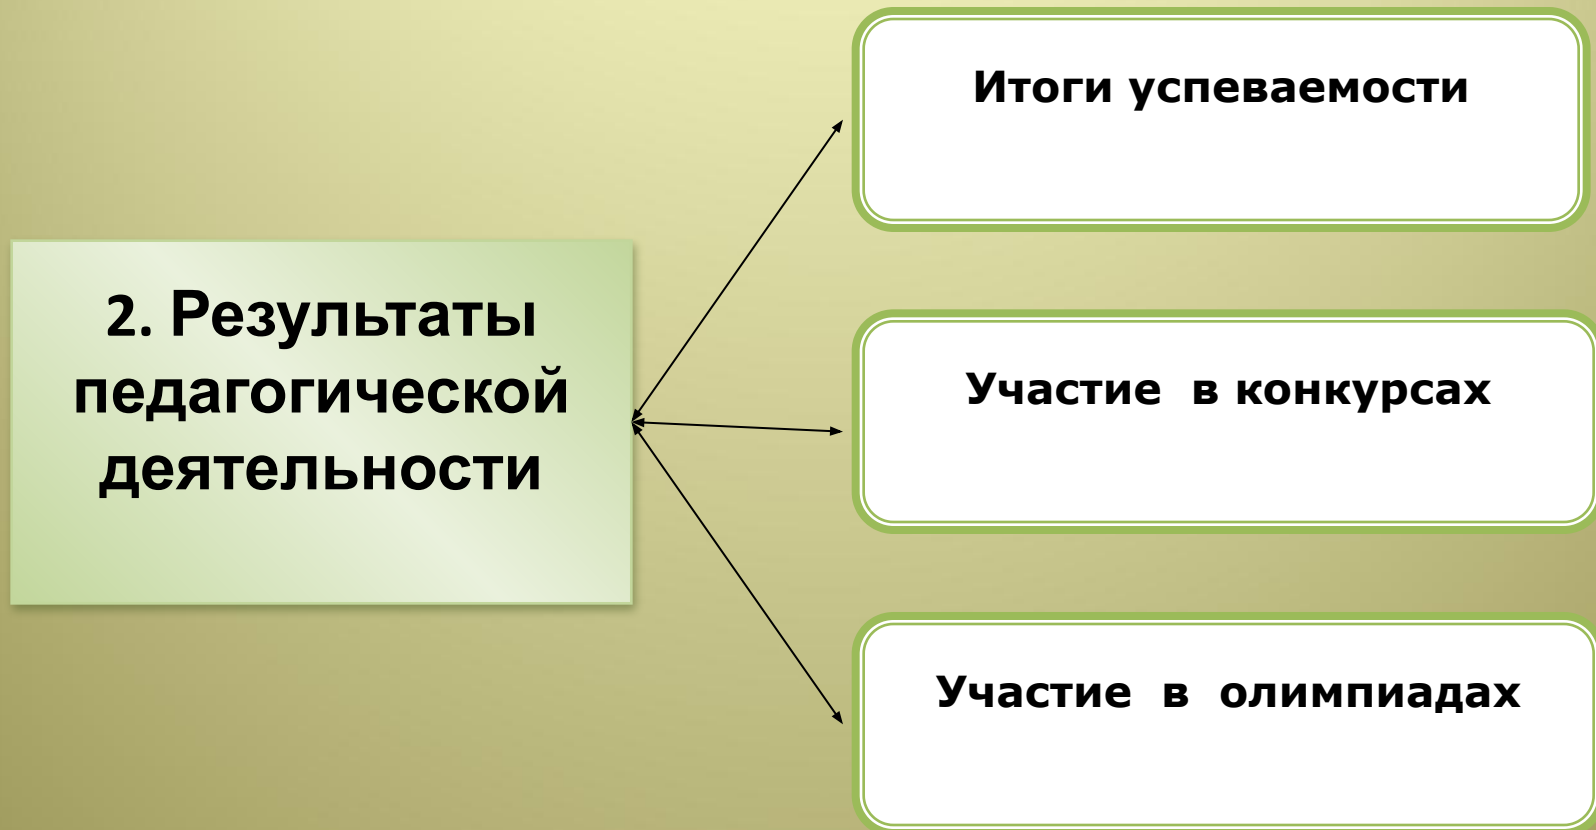 2. Результаты
педагогической
деятельности
Итоги успеваемости
Участие в конкурсах
Участие в олимпиадах